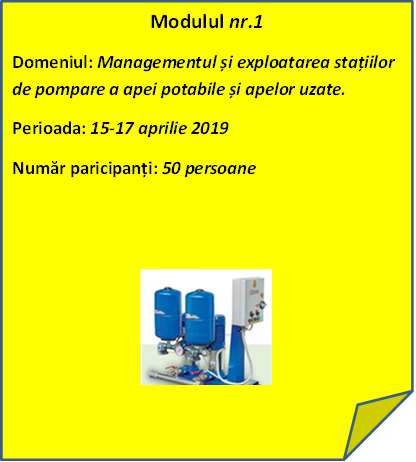 Modulul nr.1
Domeniul: Managementul și exploatarea stațiilor
de pompare a apei potabile și apelor uzate.
Perioada: 15-17 aprilie 2019
Număr paricipanți: 50 persoane